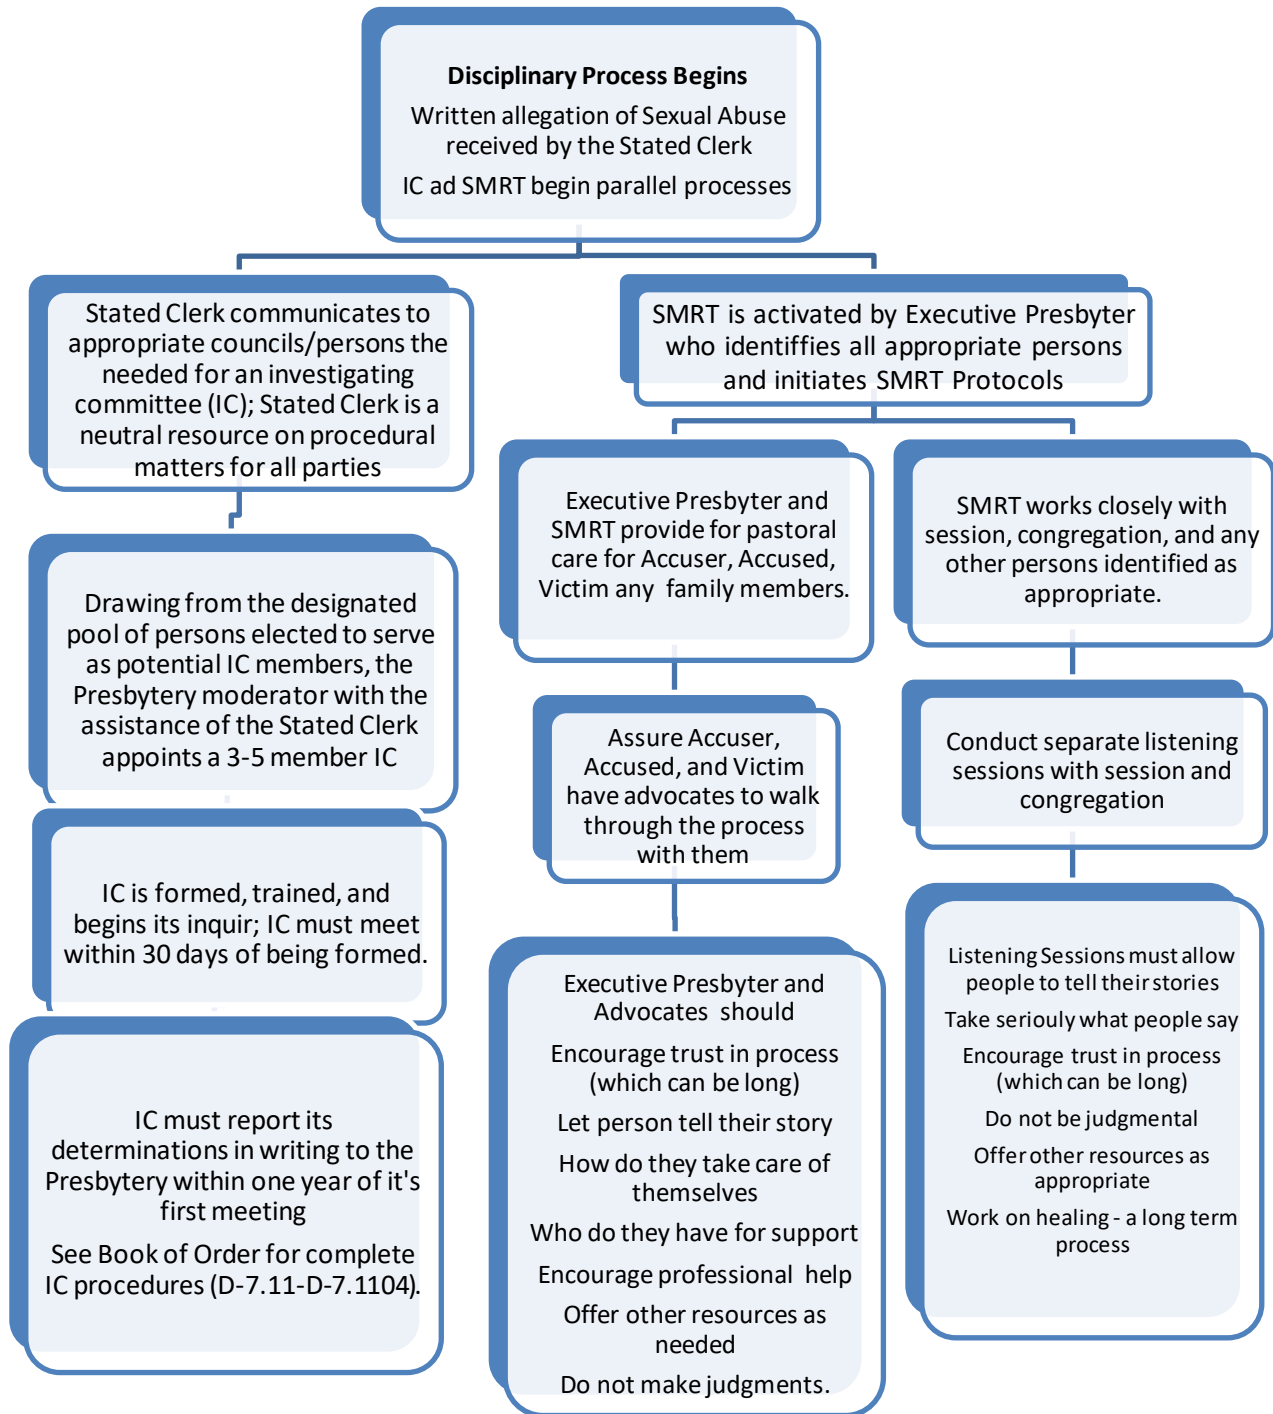 Disciplinary Process Begins
Written allegation of Sexual Abuse
received by the Stated Clerk
IC ad SMRT begin parallel processes
Stated Clerk communicates to
appropriate councils/persons the
needed for an investigating
committee (IC); Stated Clerk is a
neutral resource on procedural
matters for all parties
Drawing from the designated
pool of persons elected to serve
as potential IC members, the
Presbytery moderator with the
assistance of the Stated Clerk
appoints a 3-5 member IC
IC is formed, trained, and
begins its inquir; IC must meet
within 30 days of being formed.
IC must report its
determinations in writing to the
Presbytery within one year of it's
first meeting
See Book of Order for complete
IC procedures (D-7.11-D-7.1104).
SMRT is activated by Executive Presbyter
who identiffies all appropriate persons
and initiates SMRT Protocols
Executive Presbyter and
SMRT provide for pastoral
care for Accuser, Accused,
Victim any family members.
Assure Accuser,
Accused, and Victim
have advocates to walk
through the process
with them
Executive Presbyter and
Advocates should
Encourage trust in process
(which can be long)
Let person tell their story
How do they take care of
themselves
Who do they have for support
Encourage professional help
Offer other resources as
needed
Do not make judgments.
SMRT works closely with
session, congregation, and any
other persons identified as
appropriate.
Conduct separate listening
sessions with session and
congregation
Listening Sessions must allow
people to tell their stories
Take seriouly what people say
Encourage trust in process
(which can be long)
Do not be judgmental
Offer other resources as
appropriate
Work on healing - a long term
process